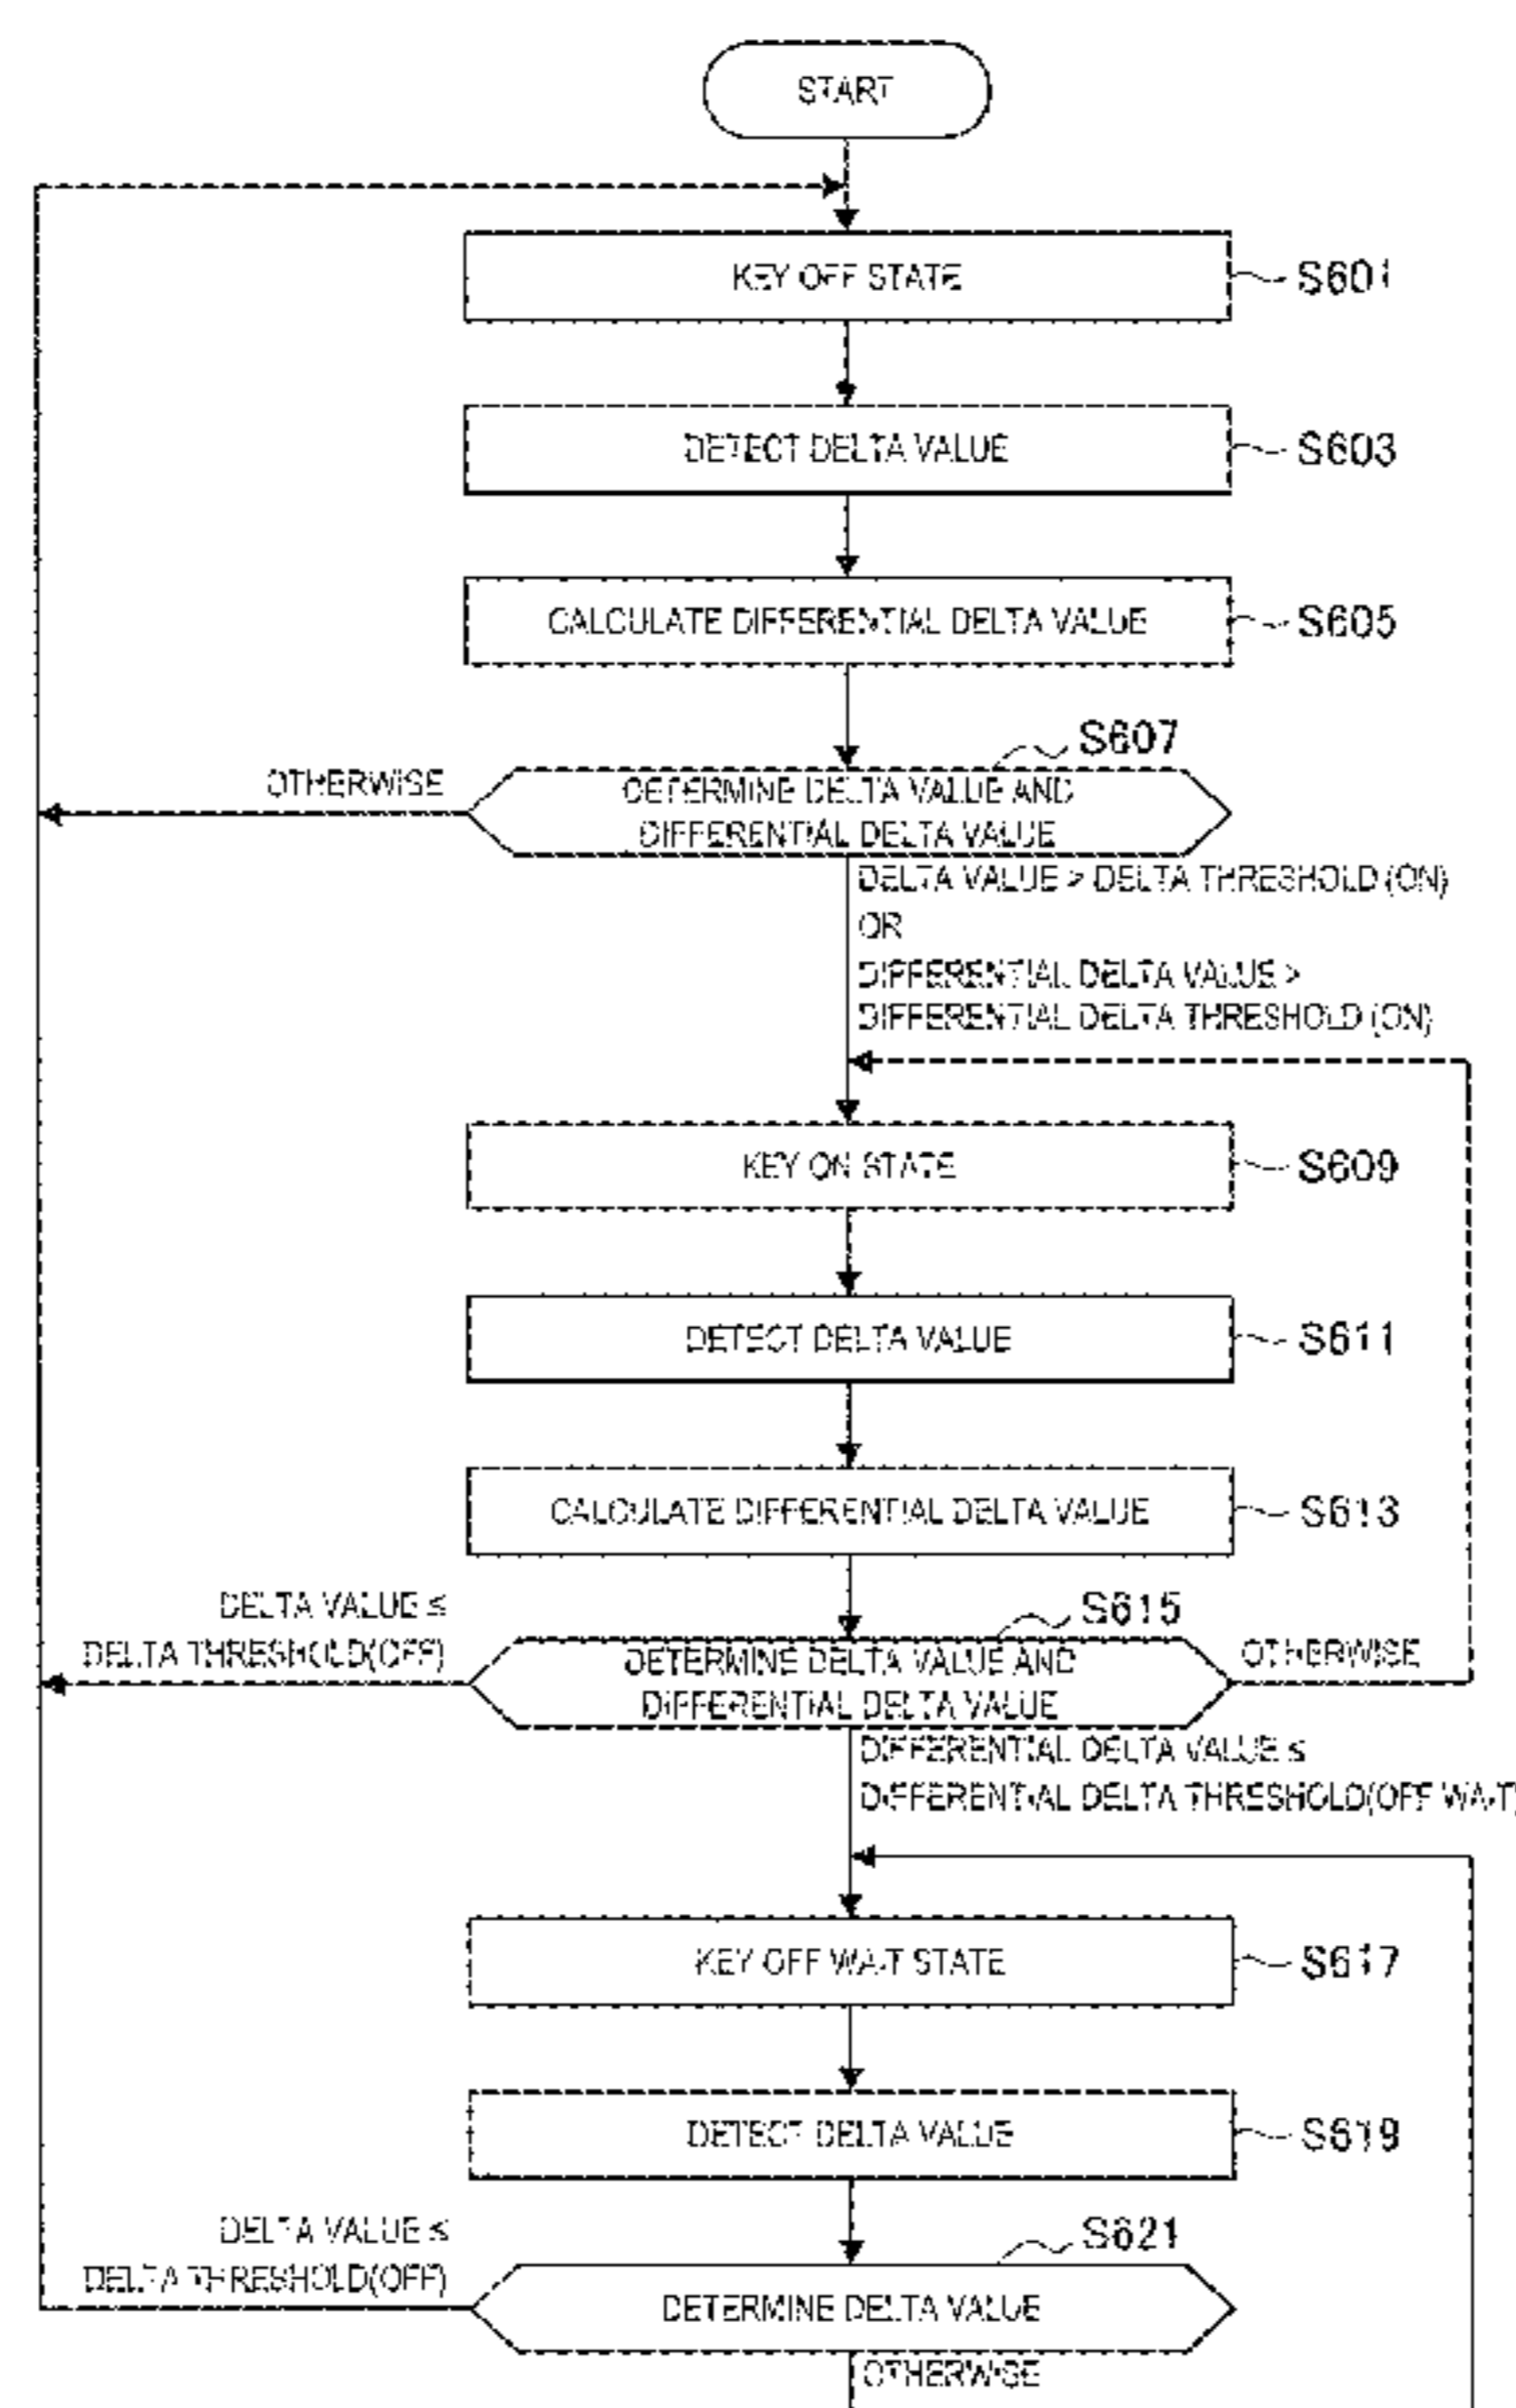 START
KEY OFF STATE
S601
DETECT DELTA VALUE
S603
CALCULATE DIFFERENTIAL DELTA VALUE
S605
S607
OTHERWISE
DETERMINE DELTA VALUE AND
DIFFERENTIAL DELTA VALUE
DELTA VALUE > DELTA THRESHOLD (ON)
OR
DIFFERENTIAL DELTA VALUE >
DIFFERENTIAL DELTA THRESHOLD (ON)
KEY ON STATE
S609
DETECT DELTA VALUE
S611
CALCULATE DIFFERENTIAL DELTA VALUE
S613
DELTA VALUE ≤
DELTA THRESHOLD(OFF)
S615
DETERMINE DELTA VALUE AND
DIFFERENTIAL DELTA VALUE
OTHERWISE
DIFFERENTIAL DELTA VALUE ≤
DIFFERENTIAL DELTA THRESHOLD(OFF WAIT)
KEY OFF WAIT STATE
S617
DETECT DELTA VALUE
S619
DELTA VALUE ≤
DELTA THRESHOLD(OFF)
S621
DETERMINE DELTA VALUE
OTHERWISE